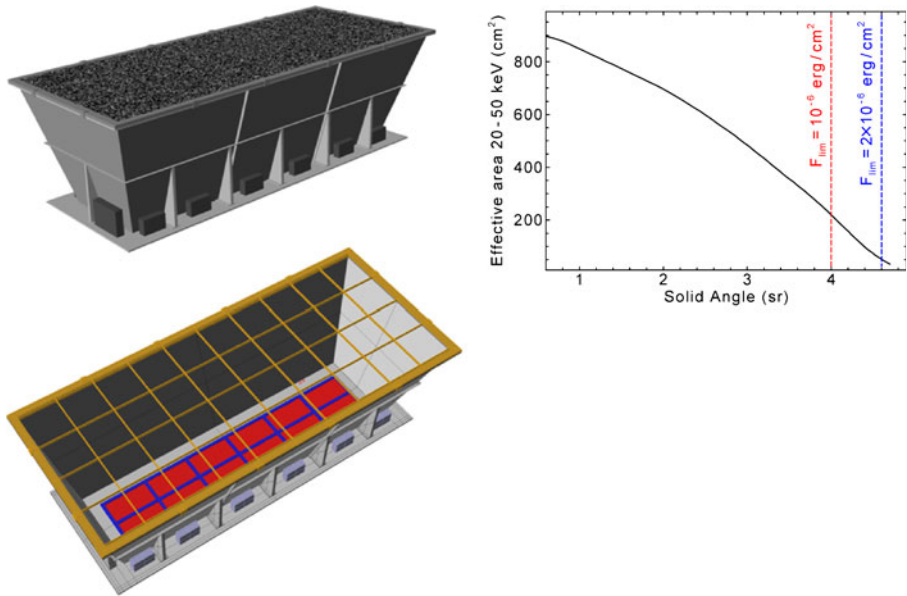 Effective area 20-50 keV (cm²)
800
600
400
200
F_lim = 10⁻⁶ erg/cm²
F_lim = 2×10⁻⁶ erg/cm²
1
2
3
4
Solid Angle (sr)